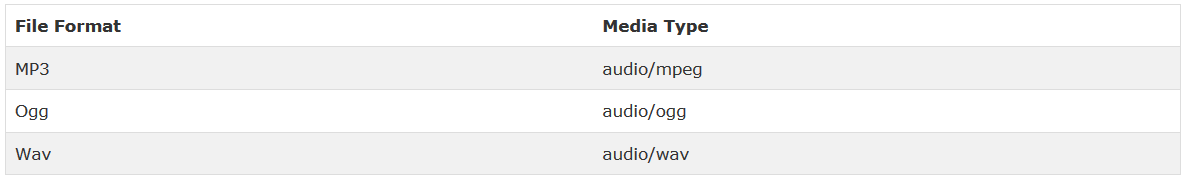 File Format Media Type
MP3 audio/mpeg
Ogg audio/ogg
Wav audio/wav